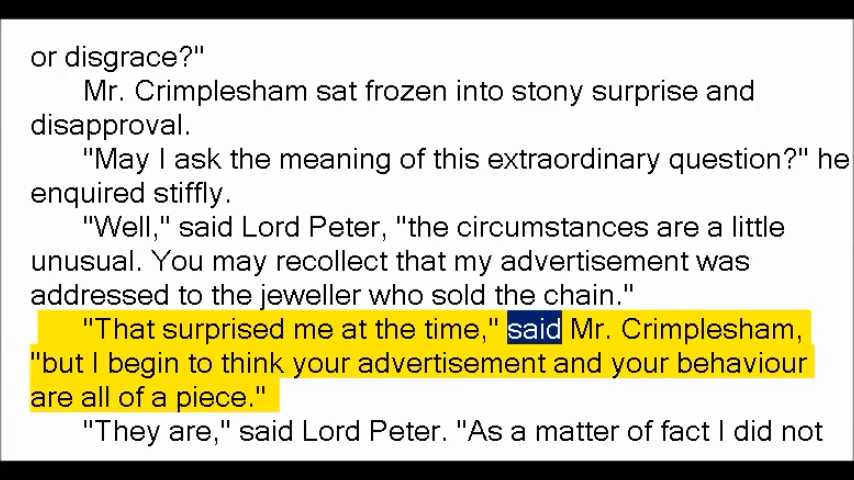 or disgrace?"
Mr. Crimplesham sat frozen into stony surprise and
disapproval.
"May I ask the meaning of this extraordinary question?" he
enquired stiffly.
"Well," said Lord Peter, "the circumstances are a little
unusual. You may recollect that my advertisement was
addressed to the jeweller who sold the chain."
"That surprised me at the time," said Mr. Crimplesham,
"but I begin to think your advertisement and your behaviour
are all of a piece."
"They are," said Lord Peter. "As a matter of fact I did not